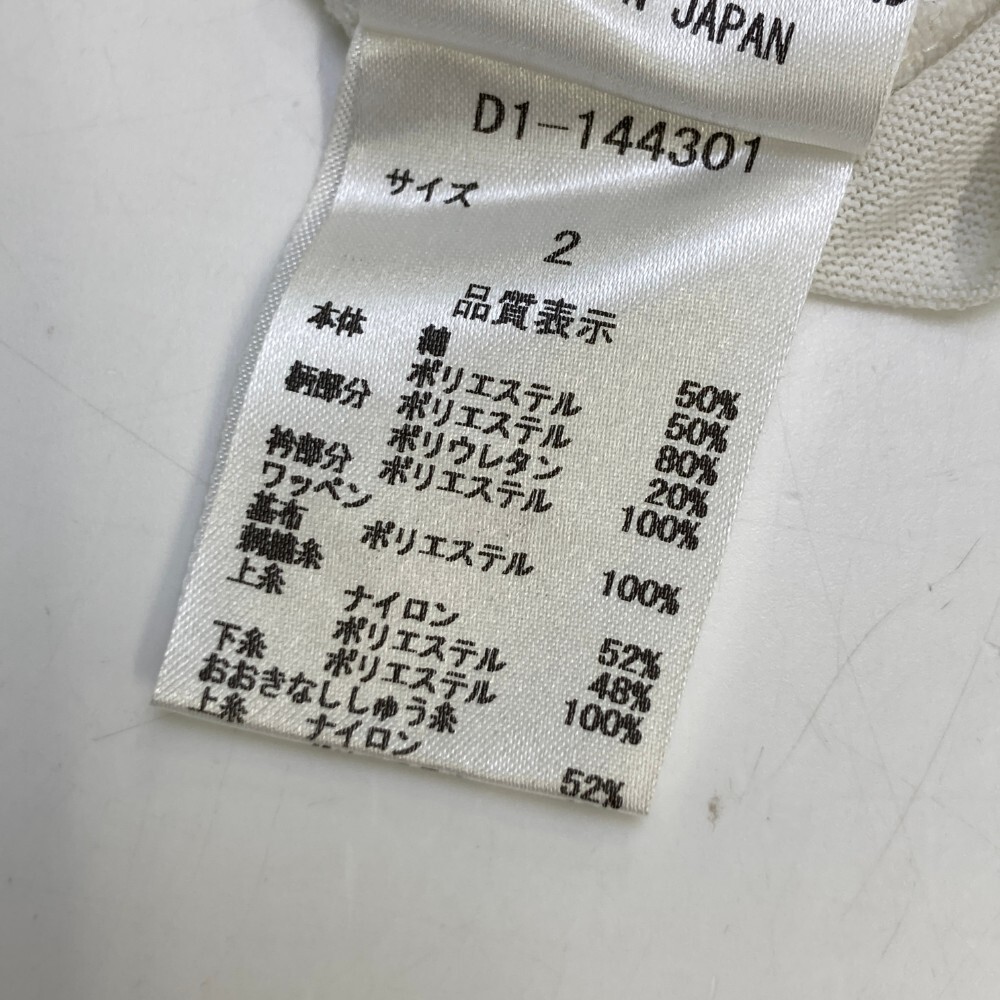 N JAPAN
D1-144301
サイズ
2
品質表示
本体 綿 50%
ポリエステル 50%
柄部分 ポリエステル 80%
ポリウレタン 20%
衿部分 ポリエステル 100%
ワッペン
基布 ポリエステル 100%
刺繍糸
上糸 ナイロン 52%
ポリエステル 48%
下糸 ポリエステル 100%
おおきなししゅう糸
上糸 ナイロン 52%